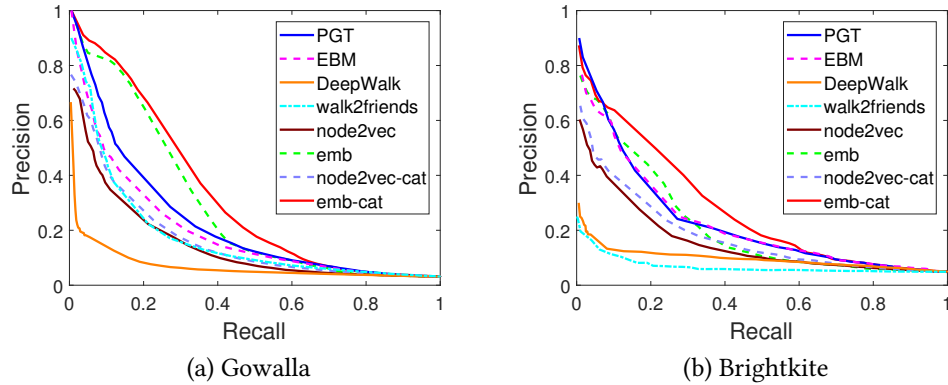 Precision
1
0.8
0.6
0.4
0.2
0
0 0.2 0.4 0.6 0.8 1
Recall
PGT
EBM
DeepWalk
walk2friends
node2vec
emb
node2vec-cat
emb-cat
(a) Gowalla
Precision
1
0.8
0.6
0.4
0.2
0
0 0.2 0.4 0.6 0.8 1
Recall
PGT
EBM
DeepWalk
walk2friends
node2vec
emb
node2vec-cat
emb-cat
(b) Brightkite